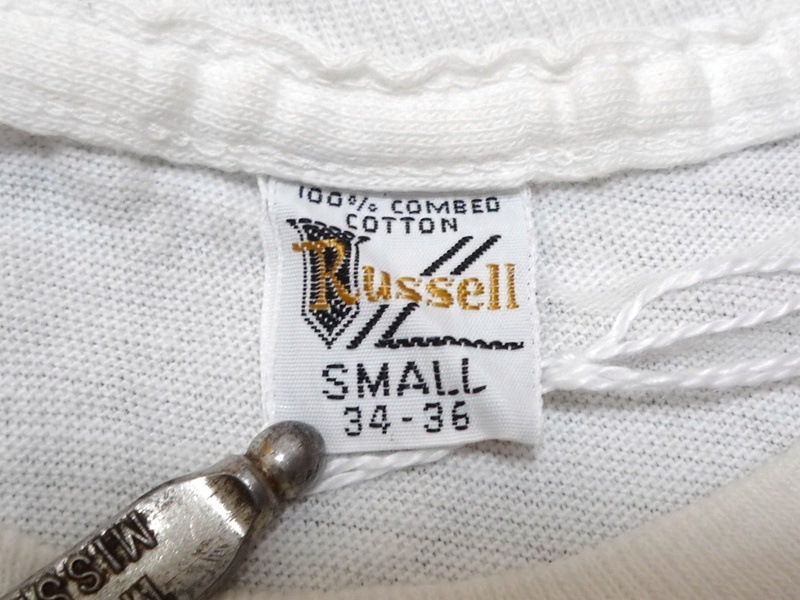 100% COMBED
COTTON
Russell
SMALL
34-36